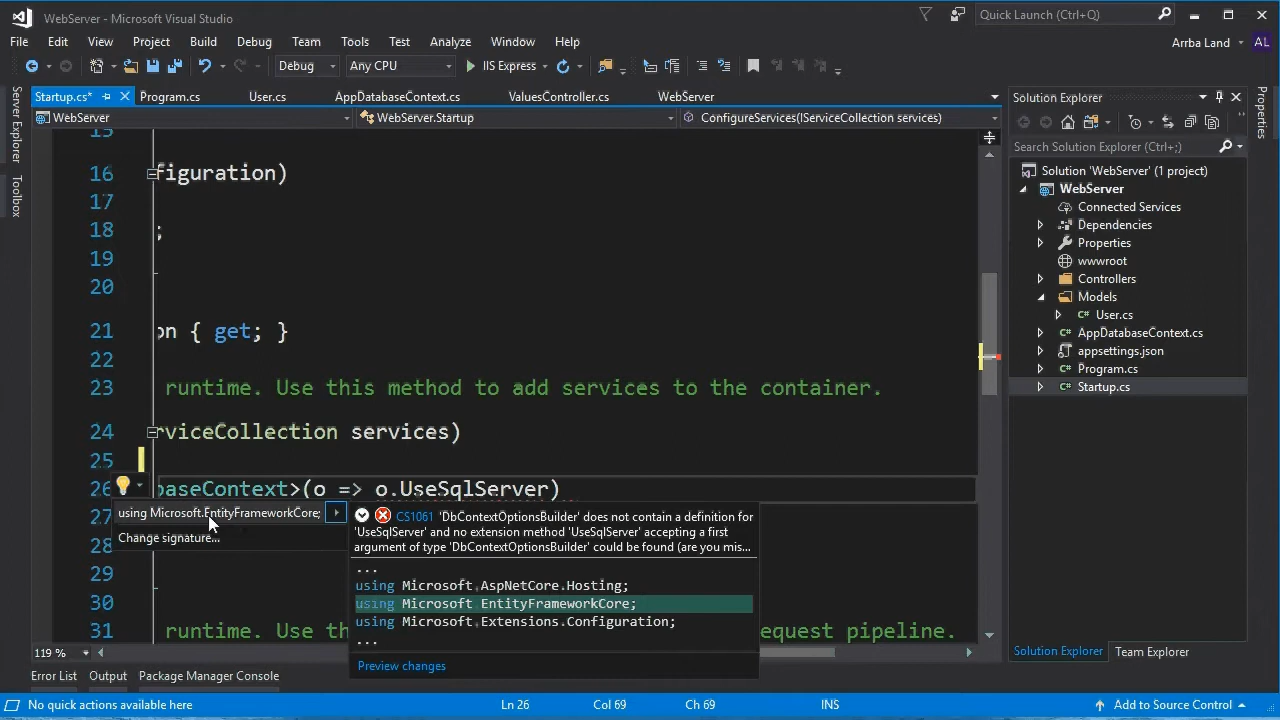 WebServer - Microsoft Visual Studio
Quick Launch (Ctrl+Q)
File Edit View Project Build Debug Team Tools Test Analyze Window Help
Arrba Land AL
Debug Any CPU IIS Express
Server Explorer
Toolbox
Startup.cs* Program.cs User.cs AppDatabaseContext.cs ValuesController.cs WebServer
WebServer WebServer.Startup ConfigureServices(IServiceCollection services)
15
16 figuration)
17
18 ;
19
20
21 on { get; }
22
23 runtime. Use this method to add services to the container.
24 rviceCollection services)
25
26 baseContext>(o => o.UseSqlServer)
27
28
29
30
31 runtime. Use th equest pipeline.
using Microsoft.EntityFrameworkCore;
Change signature...
CS1061 'DbContextOptionsBuilder' does not contain a definition for
'UseSqlServer' and no extension method 'UseSqlServer' accepting a first
argument of type 'DbContextOptionsBuilder' could be found (are you mis...
...
using Microsoft.AspNetCore.Hosting;
using Microsoft.EntityFrameworkCore;
using Microsoft.Extensions.Configuration;
...
Preview changes
119 %
Error List Output Package Manager Console
No quick actions available here Ln 26 Col 69 Ch 69 INS Add to Source Control
Solution Explorer
Search Solution Explorer (Ctrl+;)
Solution 'WebServer' (1 project)
WebServer
Connected Services
Dependencies
Properties
wwwroot
Controllers
Models
C# User.cs
C# AppDatabaseContext.cs
appsettings.json
C# Program.cs
C# Startup.cs
Solution Explorer Team Explorer
Properties